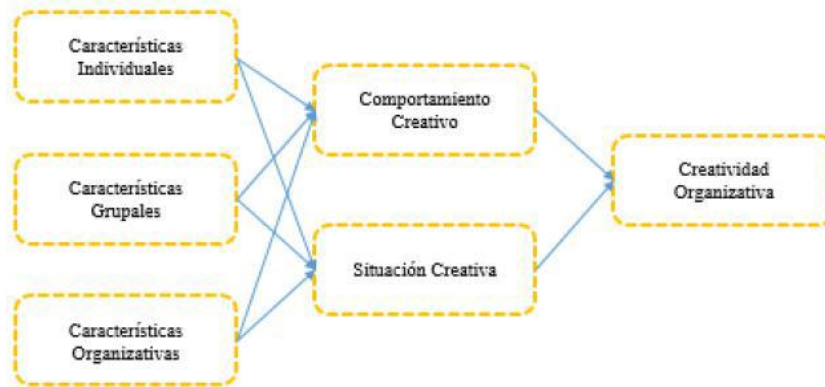 Características
Individuales
Comportamiento
Creativo
Características
Grupales
Creatividad
Organizativa
Situación Creativa
Características
Organizativas